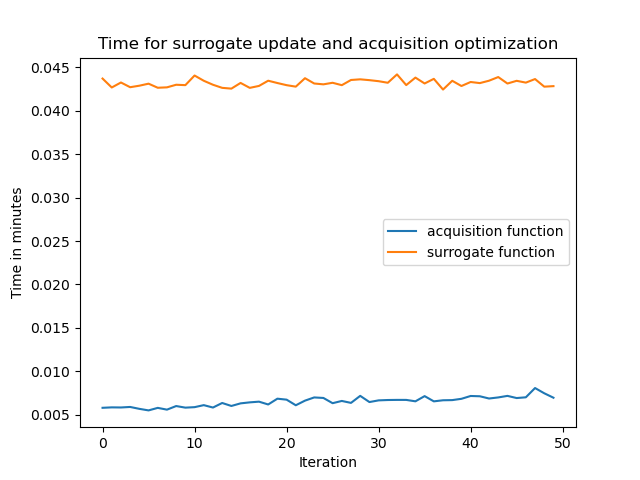 Time for surrogate update and acquisition optimization
0.045
0.040
0.035
0.030
0.025
0.020
0.015
0.010
0.005
Time in minutes
acquisition function
surrogate function
0 10 20 30 40 50
Iteration